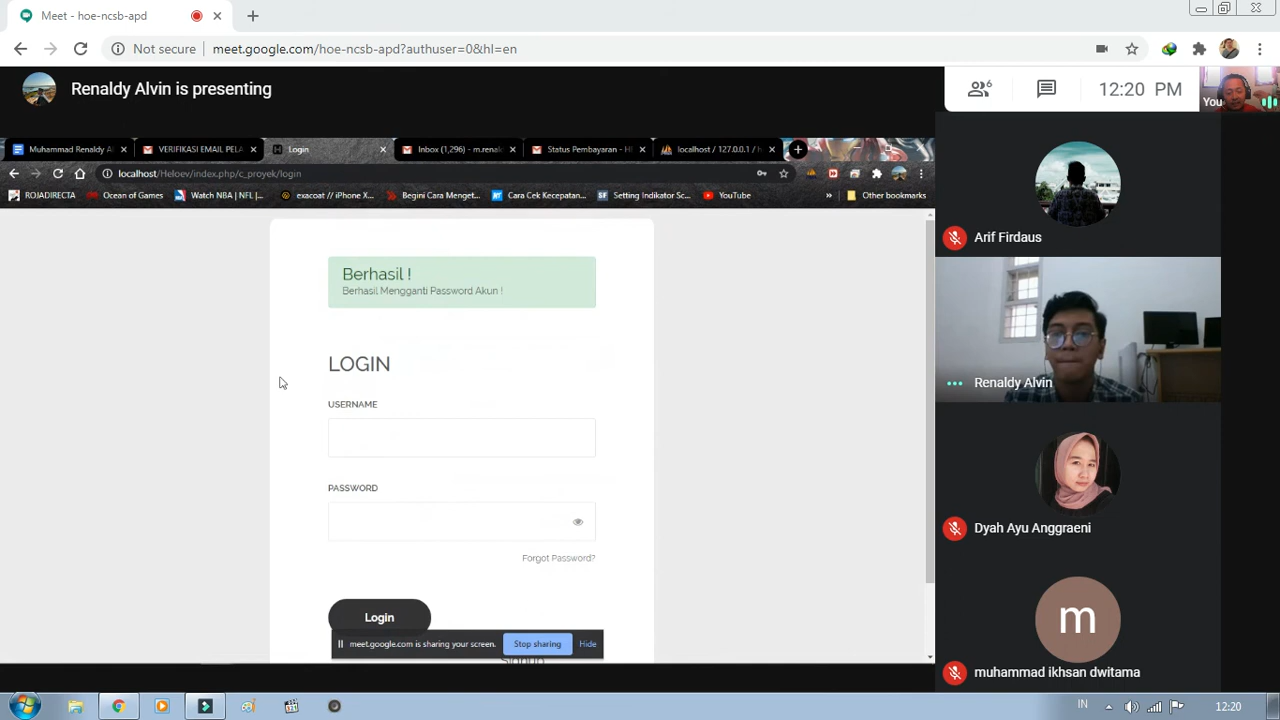 Meet - hoe-ncsb-apd
Not secure meet.google.com/hoe-ncsb-apd?authuser=0&hl=en
Renaldy Alvin is presenting
6
12:20 PM
You
Muhammad Renaldy Al
VERIFIKASI EMAIL PELA
Login
Inbox (1,296) - m.renal
Status Pembayaran - H
localhost / 127.0.0.1 / h
localhost/Heloev/index.php/c_proyek/login
ROJADIRECTA
Ocean of Games
Watch NBA | NFL |...
exacoat // iPhone X...
Begini Cara Menget...
Cara Cek Kecepatan...
SF Setting Indikator Sc...
YouTube
» Other bookmarks
Berhasil !
Berhasil Mengganti Password Akun !
LOGIN
USERNAME
PASSWORD
Forgot Password?
Login
meet.google.com is sharing your screen.
Stop sharing
Hide
Signup
Arif Firdaus
Renaldy Alvin
Dyah Ayu Anggraeni
m
muhammad ikhsan dwitama
IN
12:20